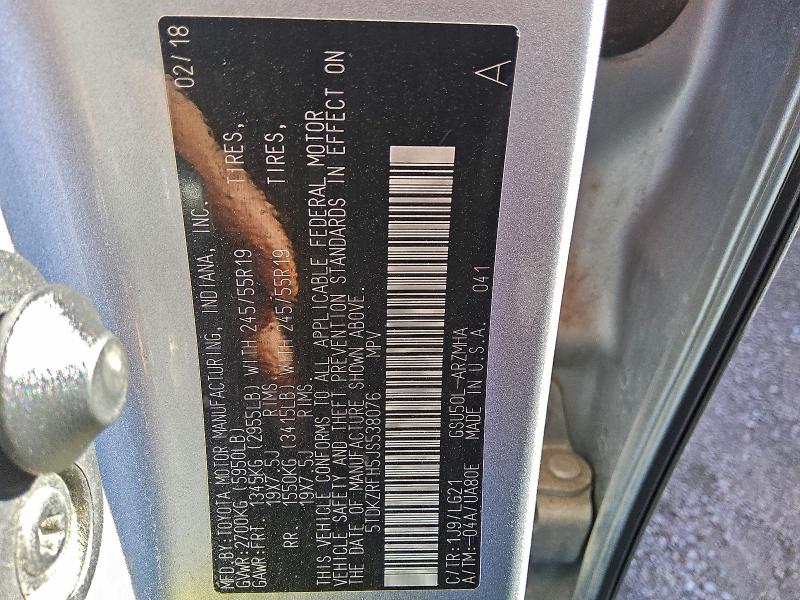 MFD.BY:TOYOTA MOTOR MANUFACTURING, INDIANA, INC. 02/18
GVWR:2700KG (5950LB)
GAWR:FRT. 1345KG (2955LB) WITH 245/55R19 TIRES,
19X7.5J RIMS
RR. 1550KG (3415LB) WITH 245/55R19 TIRES,
19X7.5J RIMS.
THIS VEHICLE CONFORMS TO ALL APPLICABLE FEDERAL MOTOR
VEHICLE SAFETY AND THEFT PREVENTION STANDARDS IN EFFECT ON
THE DATE OF MANUFACTURE SHOWN ABOVE.
5TDKZRFH5JS538076 MPV
C/TR:1J9/LG21 GSU50L-ARZMHA A
A/TM:-04A/UA80E MADE IN U.S.A. 041